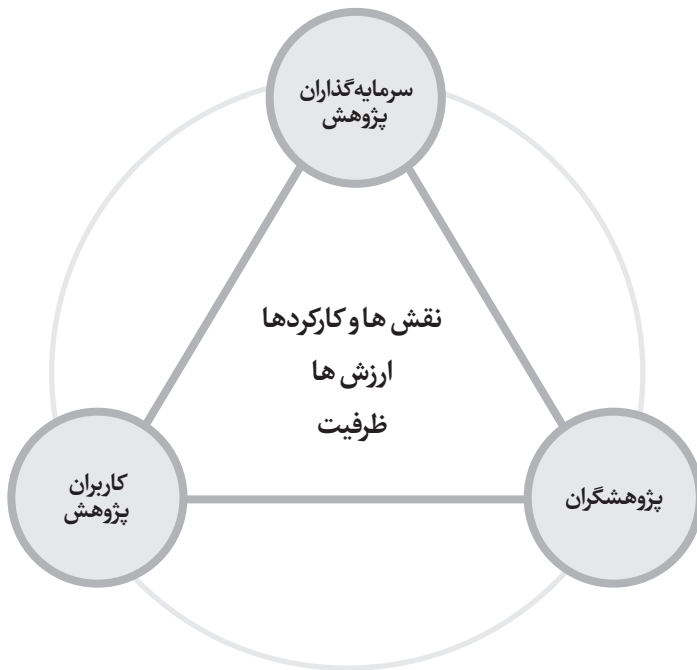 سرمایه‌گذاران
پژوهش
نقش ها و کارکردها
ارزش ها
ظرفیت
پژوهشگران
کاربران
پژوهش